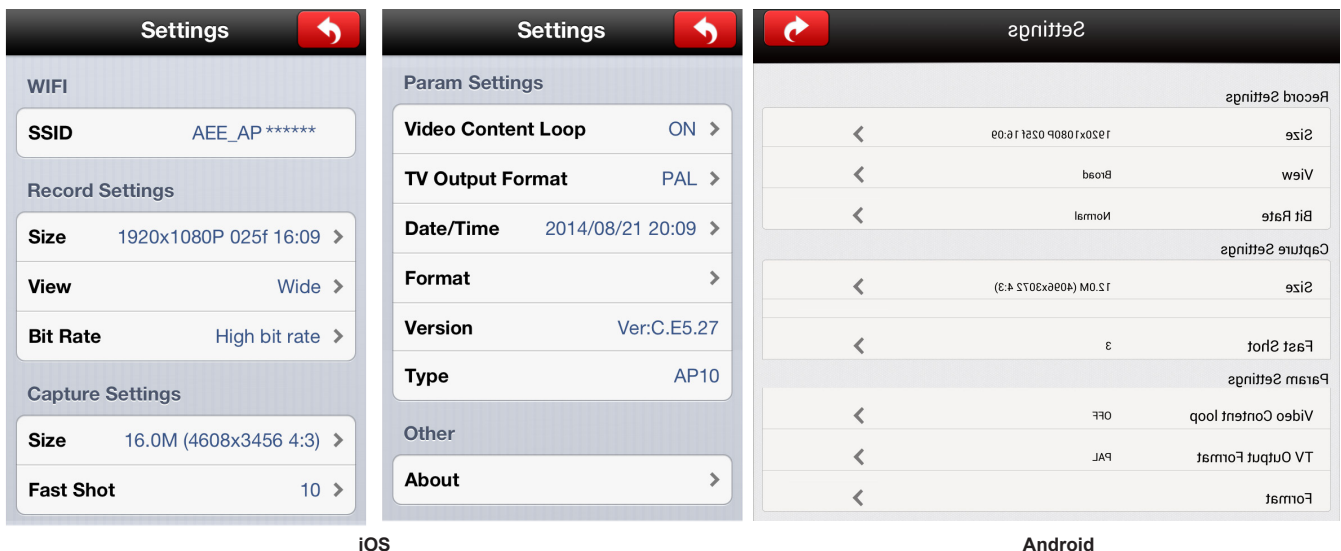 Settings
WIFI
SSID AEE_AP ******
Record Settings
Size 1920x1080P 025f 16:09
View Wide
Bit Rate High bit rate
Capture Settings
Size 16.0M (4608x3456 4:3)
Fast Shot 10
Settings
Param Settings
Video Content Loop ON
TV Output Format PAL
Date/Time 2014/08/21 20:09
Format
Version Ver:C.E5.27
Type AP10
Other
About
iOS
Settings
Record Settings
Size 1920x1080P 025f 16:09
View Broad
Bit Rate Normal
Capture Settings
Size 12.0M (4096x3072 4:3)
Fast Shot 3
Param Settings
Video Content loop OFF
TV Output Format PAL
Format
Android